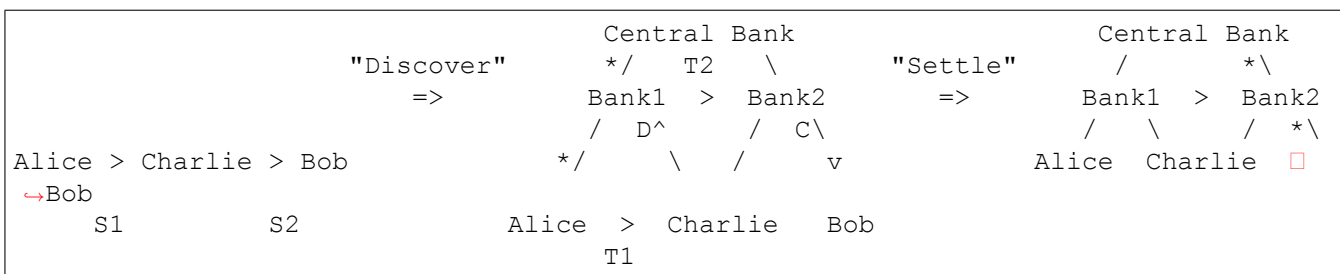 Central Bank Central Bank
"Discover" */ T2 \ "Settle" / *\
=> Bank1 > Bank2 => Bank1 > Bank2
/ D^ / C\ / \ / *\
Alice > Charlie > Bob */ \ / v Alice Charlie □
↪Bob
S1 S2 Alice > Charlie Bob
T1